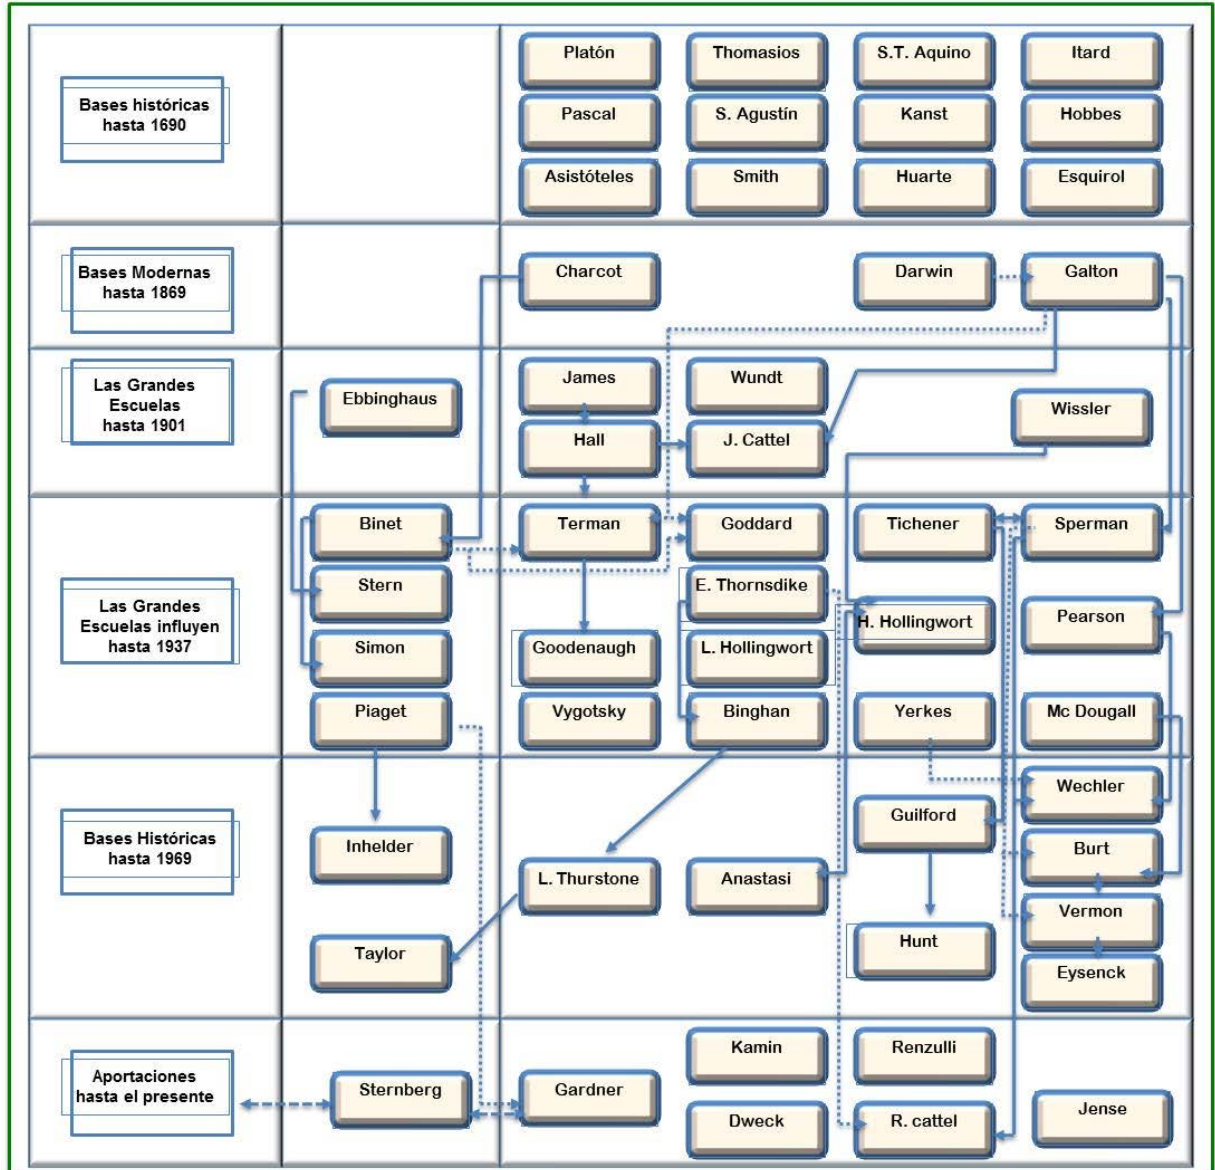 Bases históricas
hasta 1690
Platón
Thomasios
S.T. Aquino
Itard
Pascal
S. Agustín
Kanst
Hobbes
Asistóteles
Smith
Huarte
Esquirol
Bases Modernas
hasta 1869
Charcot
Darwin
Galton
Las Grandes
Escuelas
hasta 1901
Ebbinghaus
James
Wundt
Wissler
Hall
J. Cattel
Las Grandes
Escuelas influyen
hasta 1937
Binet
Terman
Goddard
Tichener
Sperman
Stern
E. Thornsdike
H. Hollingwort
Pearson
Simon
Goodenaugh
L. Hollingwort
Piaget
Vygotsky
Binghan
Yerkes
Mc Dougall
Bases Históricas
hasta 1969
Wechler
Guilford
Inhelder
Burt
L. Thurstone
Anastasi
Vermon
Taylor
Hunt
Eysenck
Aportaciones
hasta el presente
Sternberg
Gardner
Kamin
Renzulli
Dweck
R. cattel
Jense